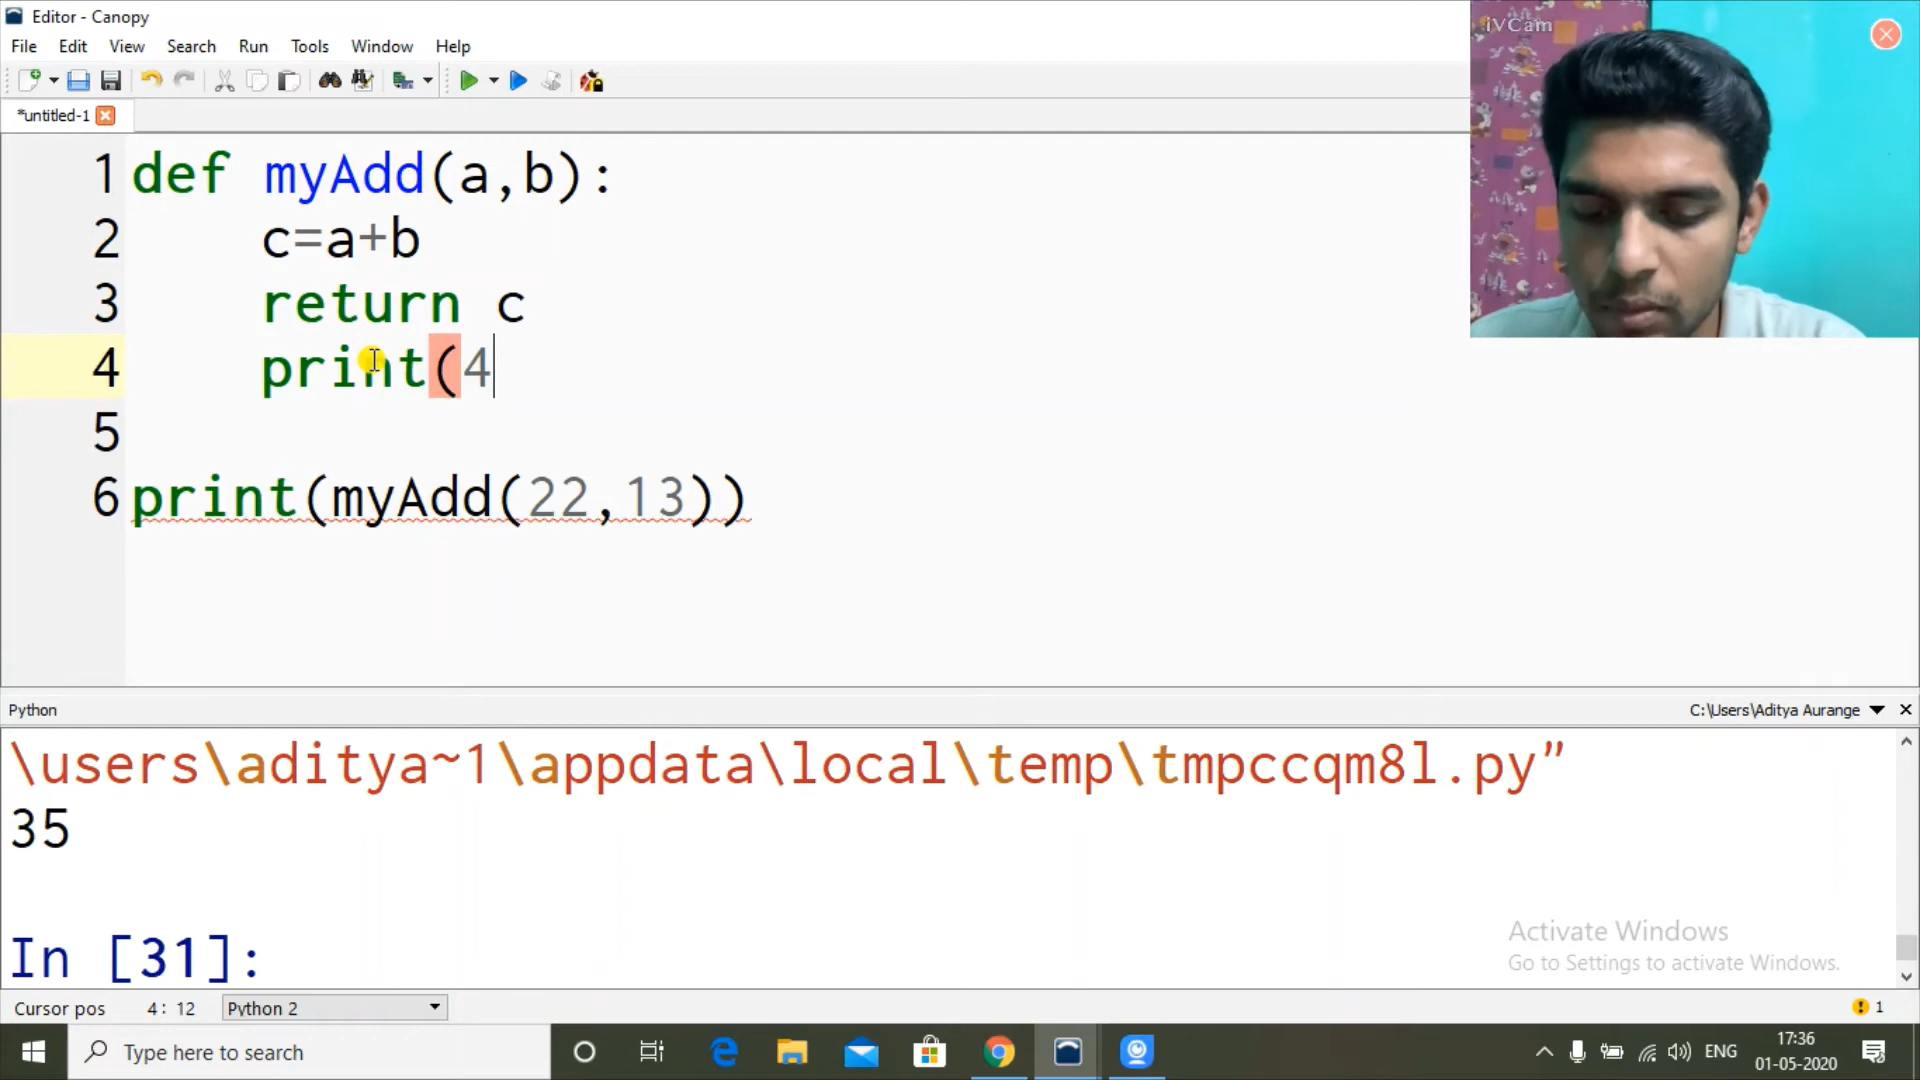 Editor - Canopy
File Edit View Search Run Tools Window Help
*untitled-1
iVCam
1 def myAdd(a,b):
2 c=a+b
3 return c
4 print(4
5
6 print(myAdd(22,13))
Python C:\Users\Aditya Aurange
\users\aditya~1\appdata\local\temp\tmpccqm8l.py"
35
In [31]:
Activate Windows
Go to Settings to activate Windows.
Cursor pos 4: 12 Python 2 1
Type here to search ENG 17:36
01-05-2020